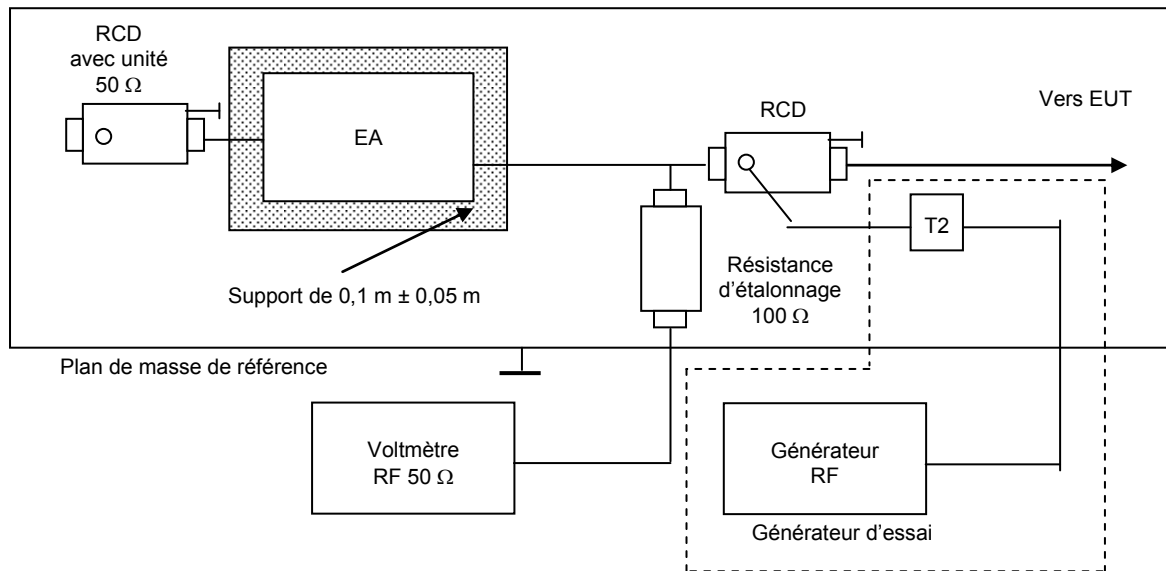 RCD
avec unité
50 Ω
EA
RCD
Vers EUT
T2
Support de 0,1 m ± 0,05 m
Résistance
d'étalonnage
100 Ω
Plan de masse de référence
Voltmètre
RF 50 Ω
Générateur
RF
Générateur d'essai